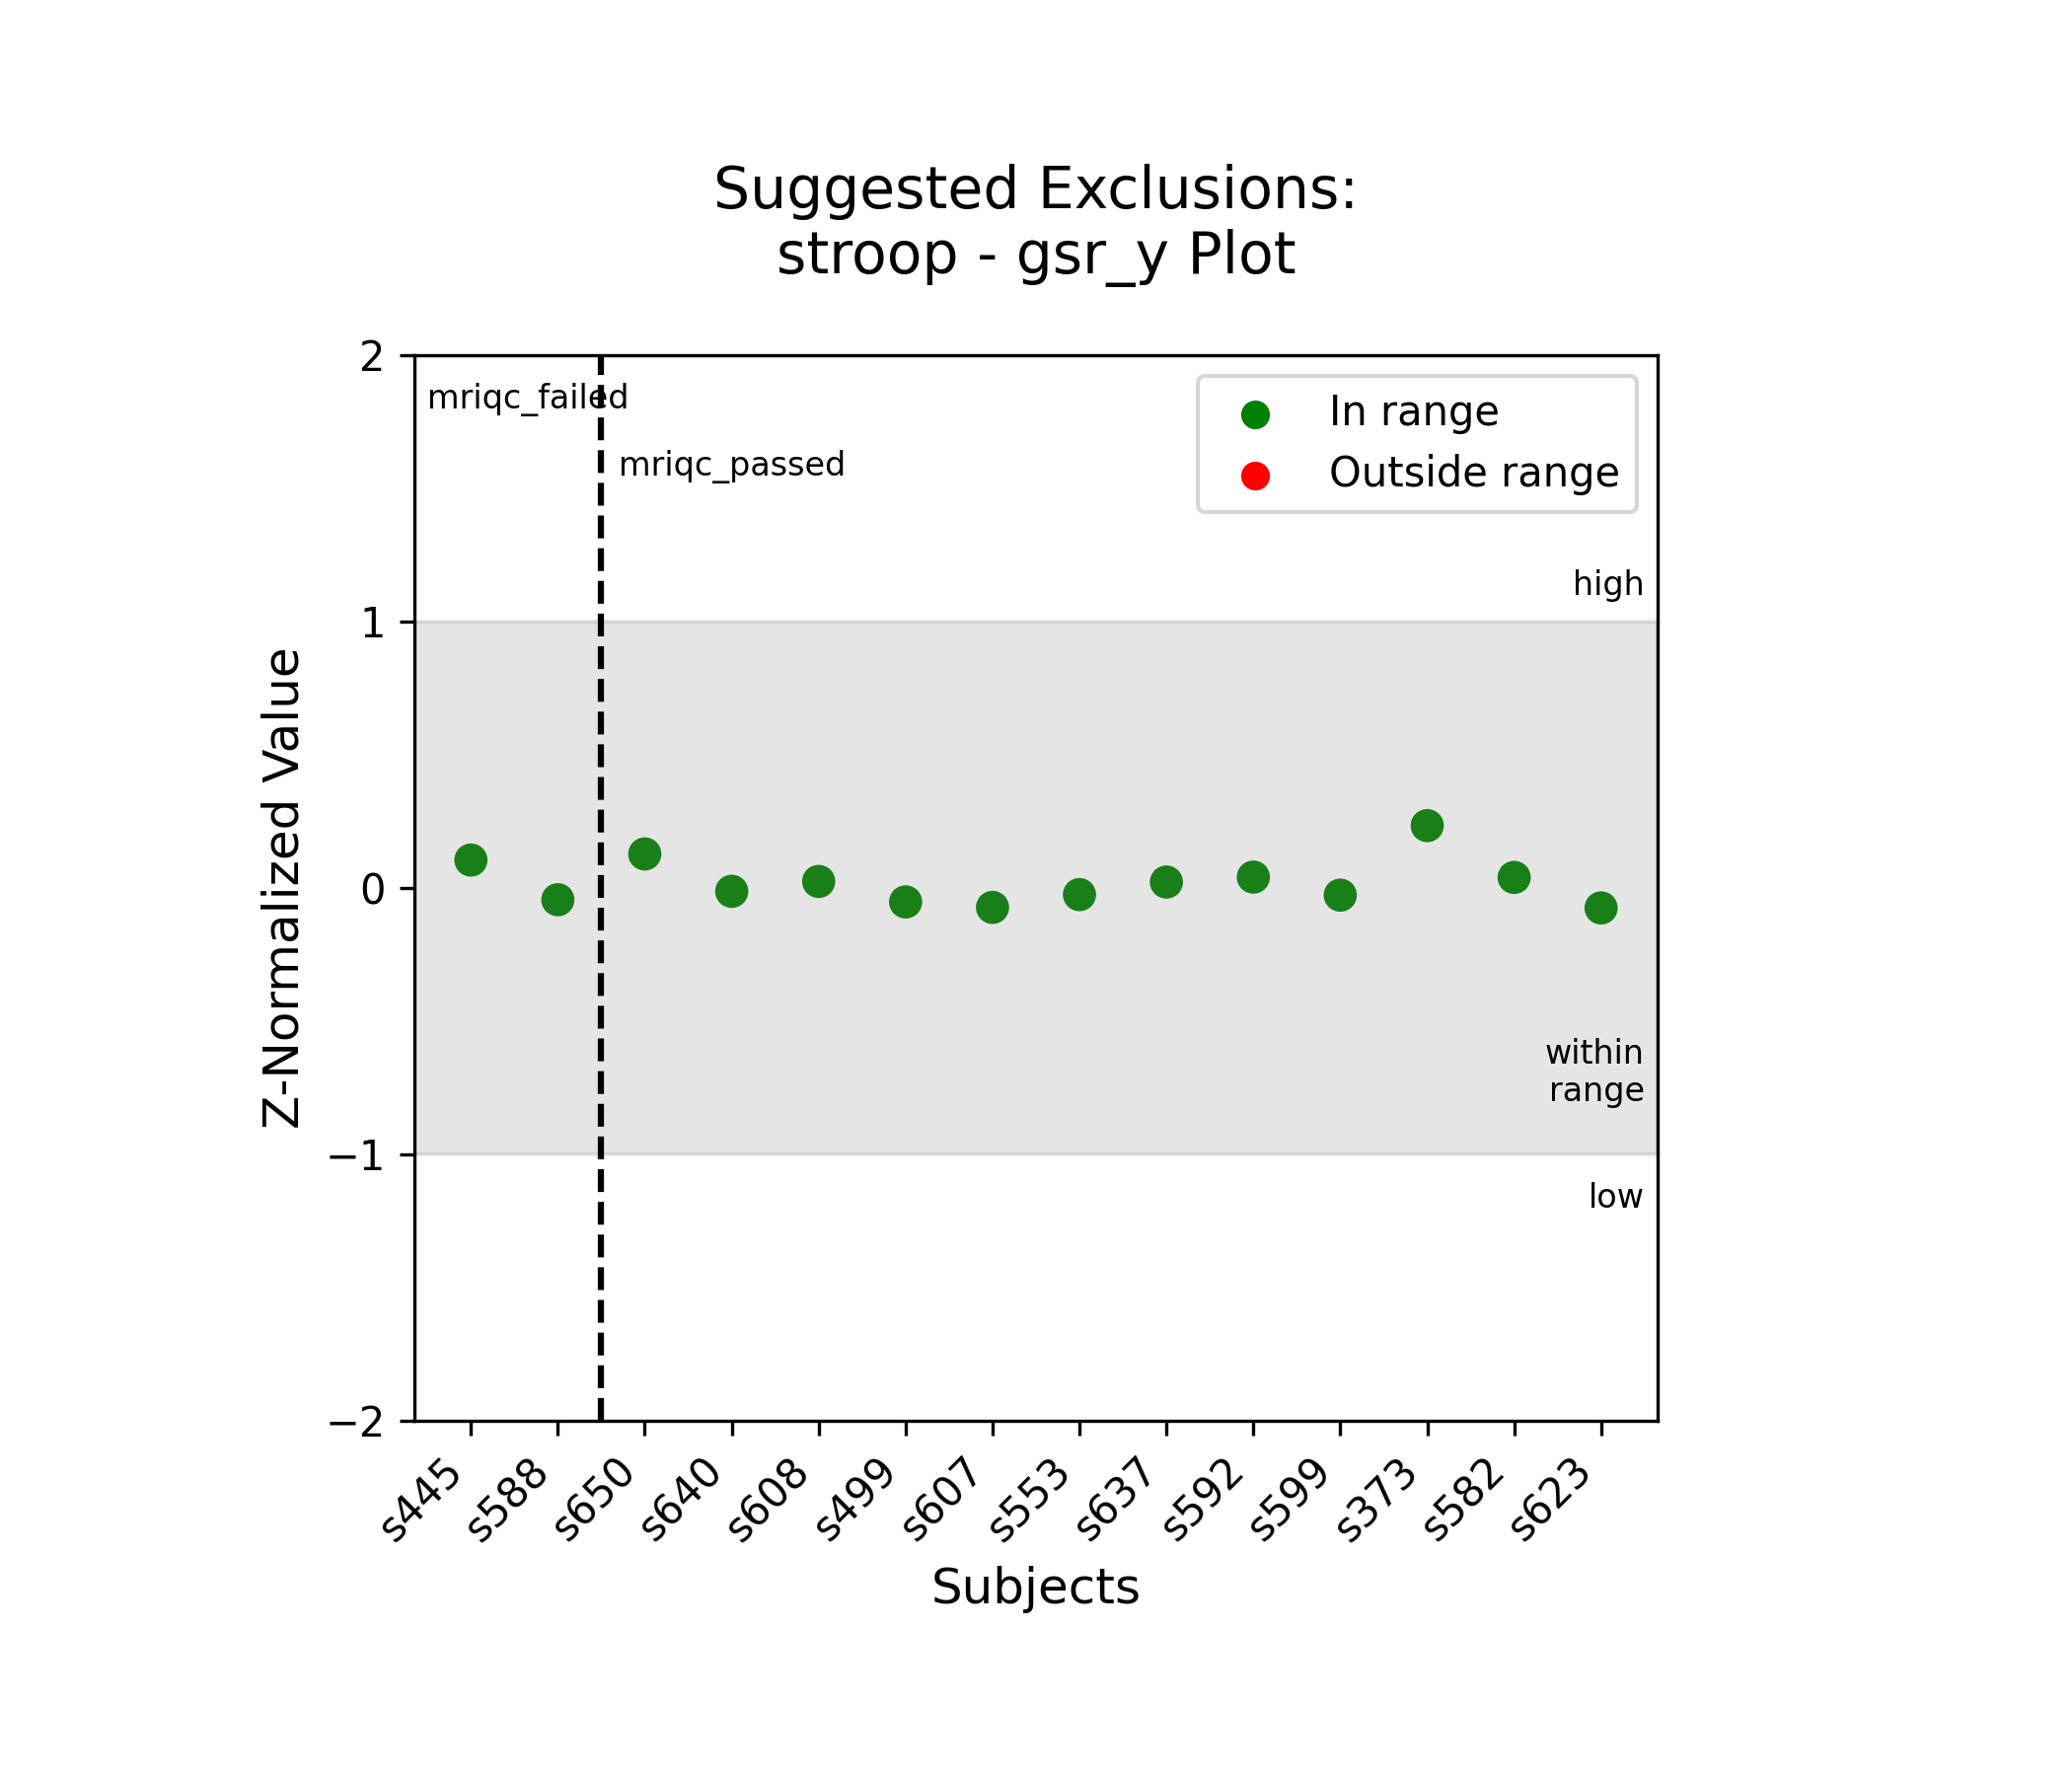 Suggested Exclusions:
stroop - gsr_y Plot
2
mriqc_failed
In range
mriqc_passed
Outside range
high
1
Z-Normalized Value
0
within
range
−1
low
−2
s445
s588
s650
s640
s608
s499
s607
s553
s637
s592
s599
s373
s582
s623
Subjects